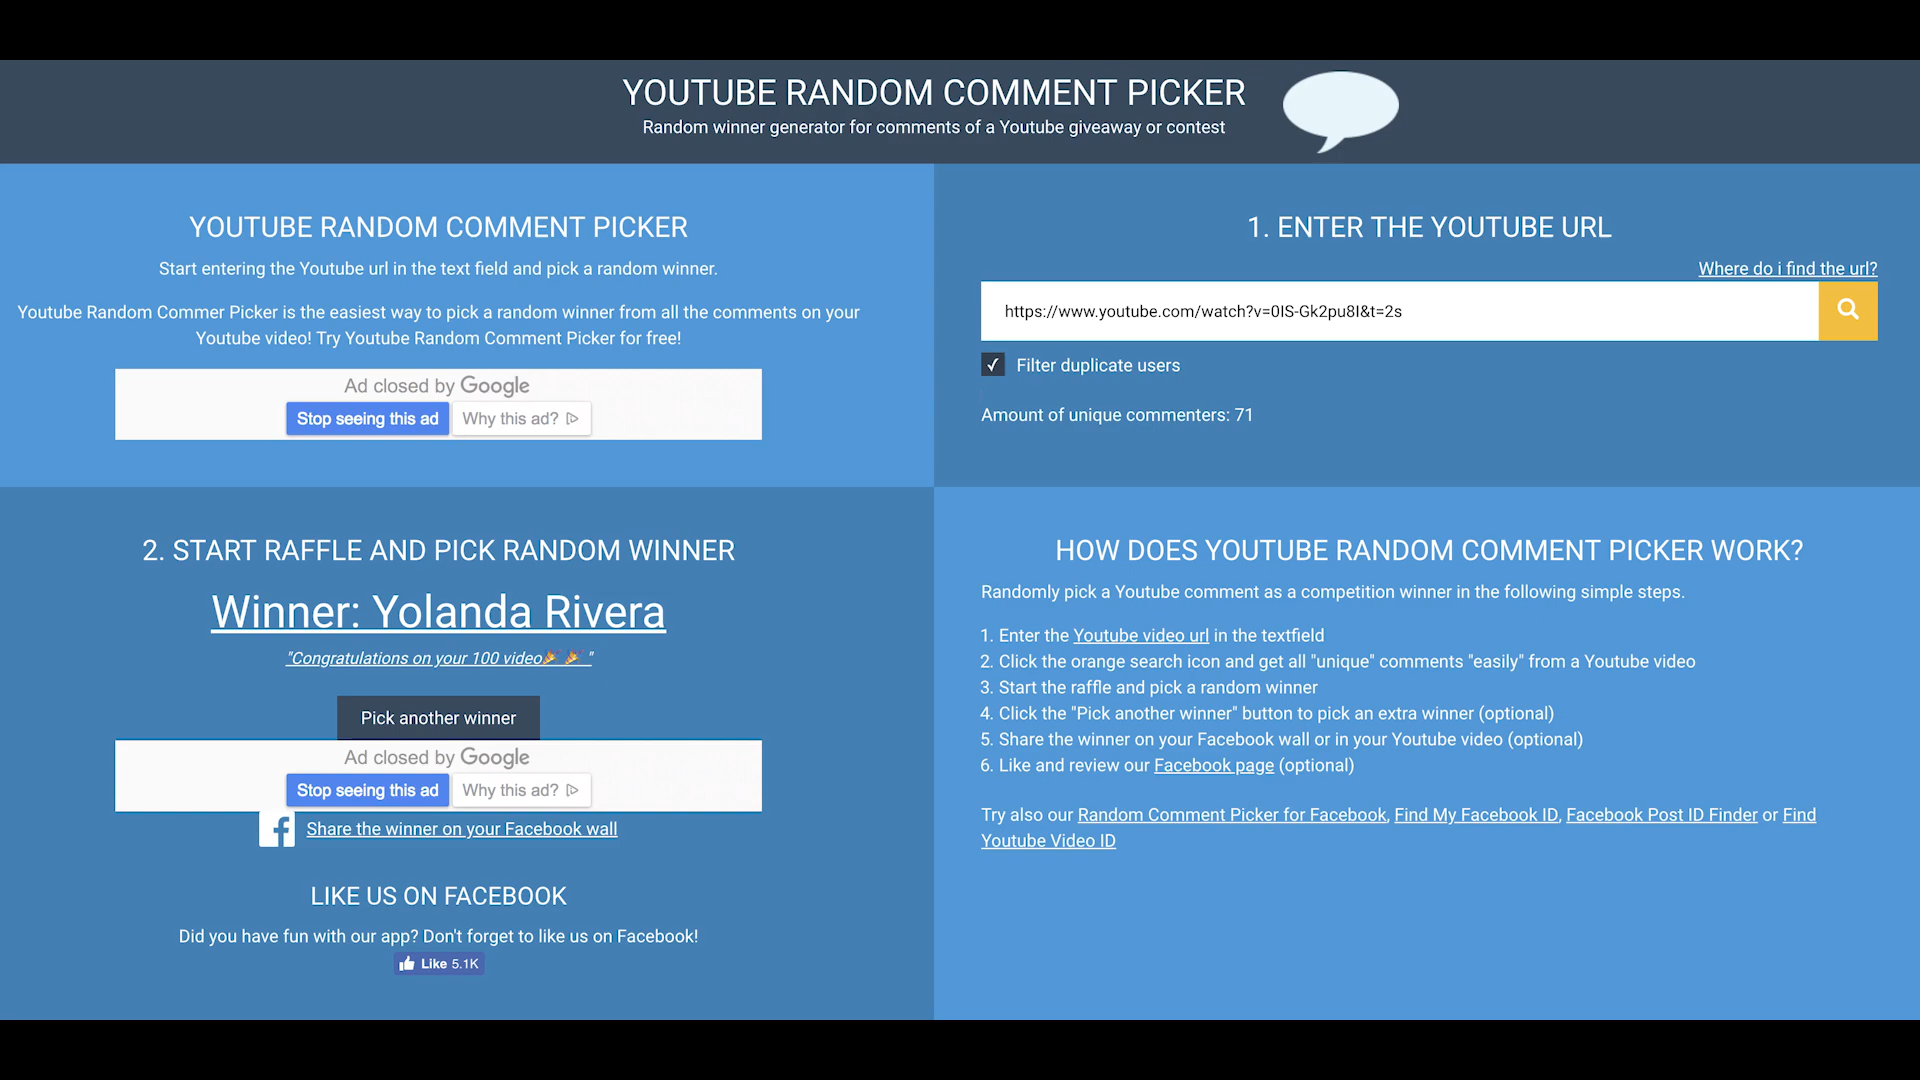 YOUTUBE RANDOM COMMENT PICKER
Random winner generator for comments of a Youtube giveaway or contest
YOUTUBE RANDOM COMMENT PICKER
Start entering the Youtube url in the text field and pick a random winner.
Youtube Random Commer Picker is the easiest way to pick a random winner from all the comments on your
Youtube video! Try Youtube Random Comment Picker for free!
Ad closed by Google
Stop seeing this ad
Why this ad?
1. ENTER THE YOUTUBE URL
Where do i find the url?
https://www.youtube.com/watch?v=0IS-Gk2pu8I&t=2s
Filter duplicate users
Amount of unique commenters: 71
2. START RAFFLE AND PICK RANDOM WINNER
Winner: Yolanda Rivera
"Congratulations on your 100 video🎉🎉 "
Pick another winner
Ad closed by Google
Stop seeing this ad
Why this ad?
Share the winner on your Facebook wall
LIKE US ON FACEBOOK
Did you have fun with our app? Don't forget to like us on Facebook!
Like 5.1K
HOW DOES YOUTUBE RANDOM COMMENT PICKER WORK?
Randomly pick a Youtube comment as a competition winner in the following simple steps.
1. Enter the Youtube video url in the textfield
2. Click the orange search icon and get all "unique" comments "easily" from a Youtube video
3. Start the raffle and pick a random winner
4. Click the "Pick another winner" button to pick an extra winner (optional)
5. Share the winner on your Facebook wall or in your Youtube video (optional)
6. Like and review our Facebook page (optional)
Try also our Random Comment Picker for Facebook, Find My Facebook ID, Facebook Post ID Finder or Find
Youtube Video ID